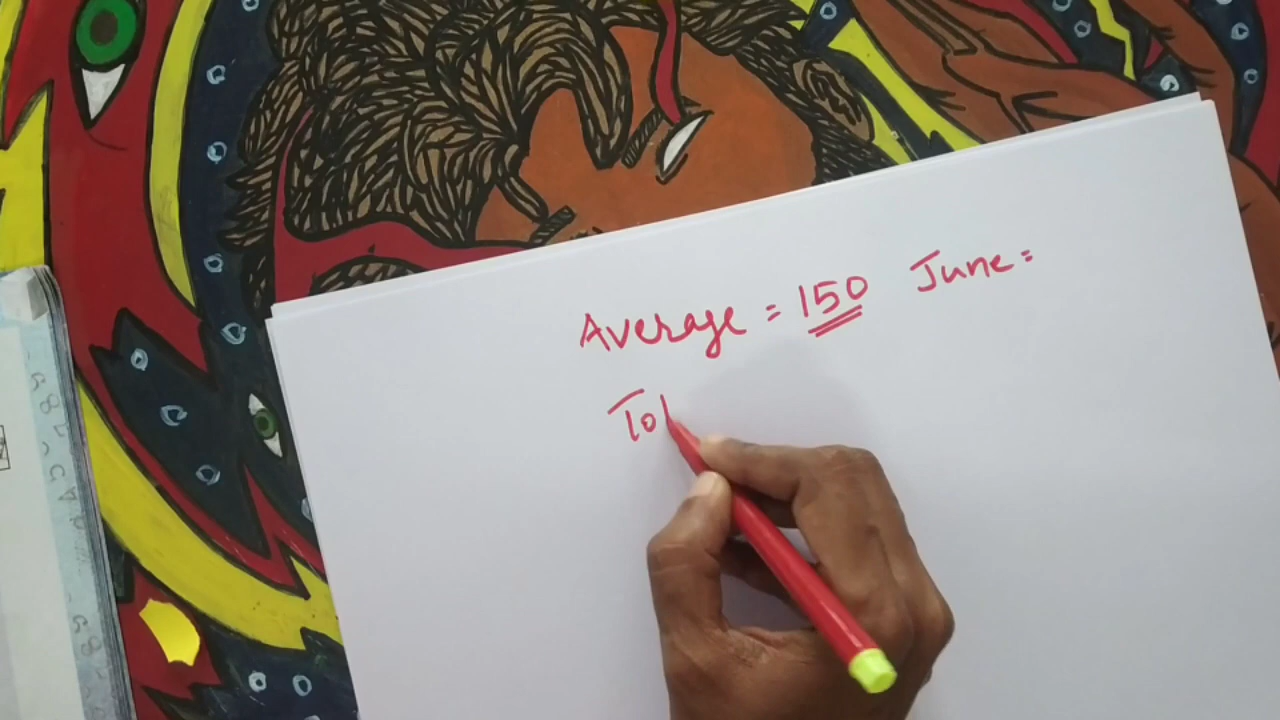 Average = 150 June =
To